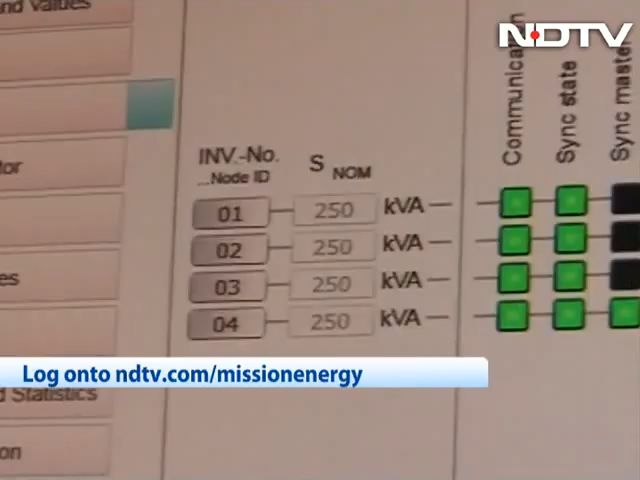 nd Values
NDTV
Communication
Sync state
Sync master
tor
INV.-No.
...Node ID
S NOM
01 250 kVA
02 250 kVA
es
03 250 kVA
04 250 kVA
Log onto ndtv.com/missionenergy
d Statistics
on